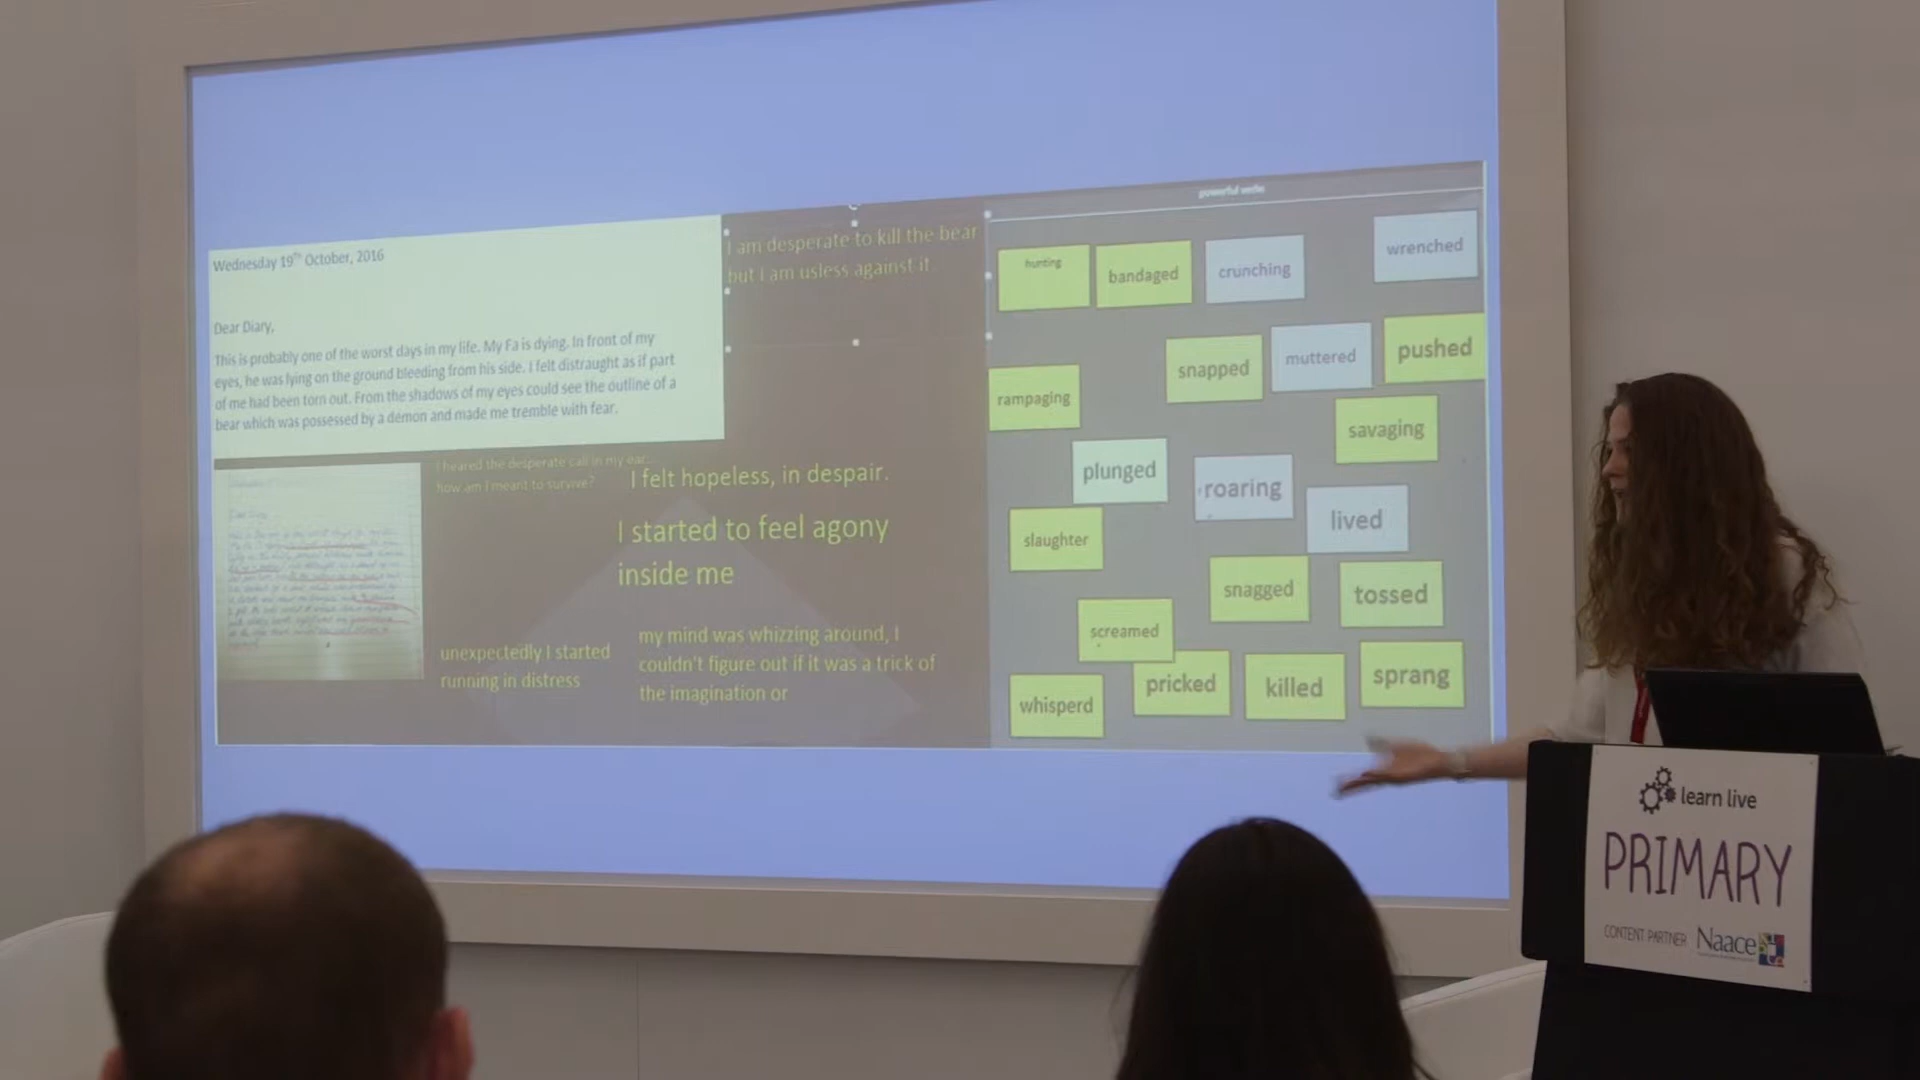 Wednesday 19th October, 2016
Dear Diary,
This is probably one of the worst days in my life. My Fa is dying. In front of my
eyes, he was lying on the ground bleeding from his side. I felt distraught as if part
of me had been torn out. From the shadows of my eyes could see the outline of a
bear which was possessed by a demon and made me tremble with fear.
I am desperate to kill the bear
but I am usless against it
I heared the desperate call in my ear...
how am I meant to survive?
I felt hopeless, in despair.
I started to feel agony
inside me
unexpectedly I started
running in distress
my mind was whizzing around, I
couldn't figure out if it was a trick of
the imagination or
powerful verbs
hunting
bandaged
crunching
wrenched
snapped
muttered
pushed
rampaging
savaging
plunged
roaring
lived
slaughter
snagged
tossed
screamed
whisperd
pricked
killed
sprang
learn live
PRIMARY
CONTENT PARTNER Naace